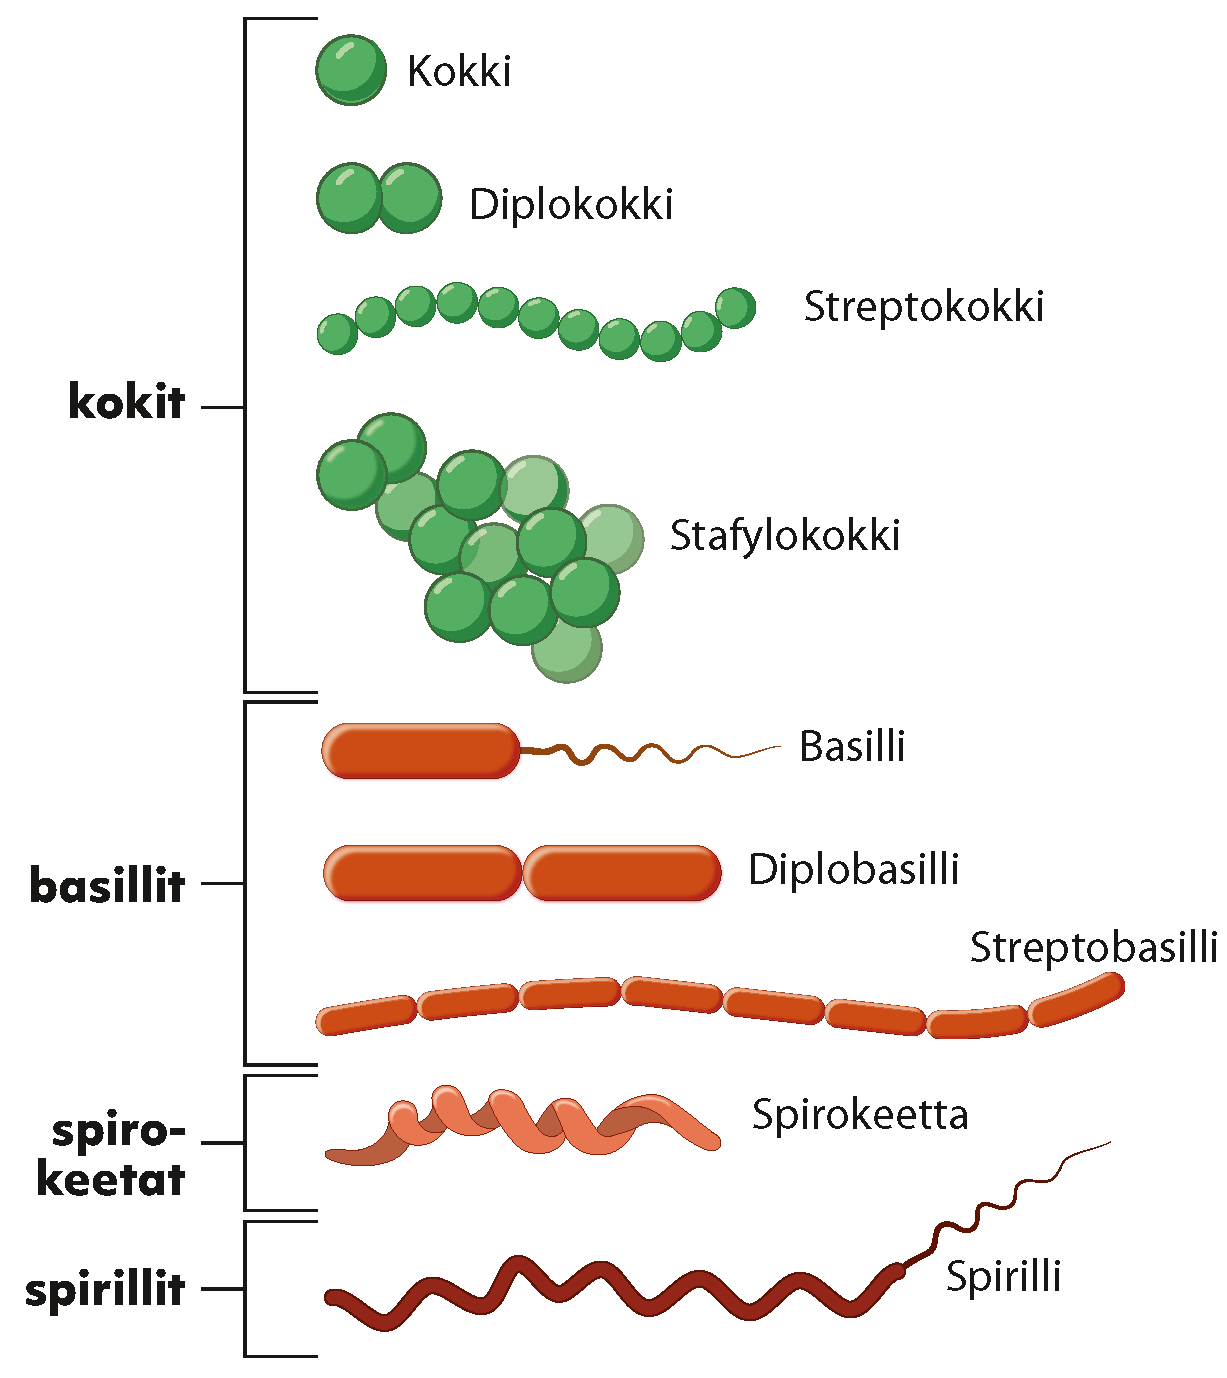 Kokki
Diplokokki
Streptokokki
kokit
Stafylokokki
Basilli
Diplobasilli
basillit
Streptobasilli
Spirokeetta
spiro-
keetat
Spirilli
spirillit